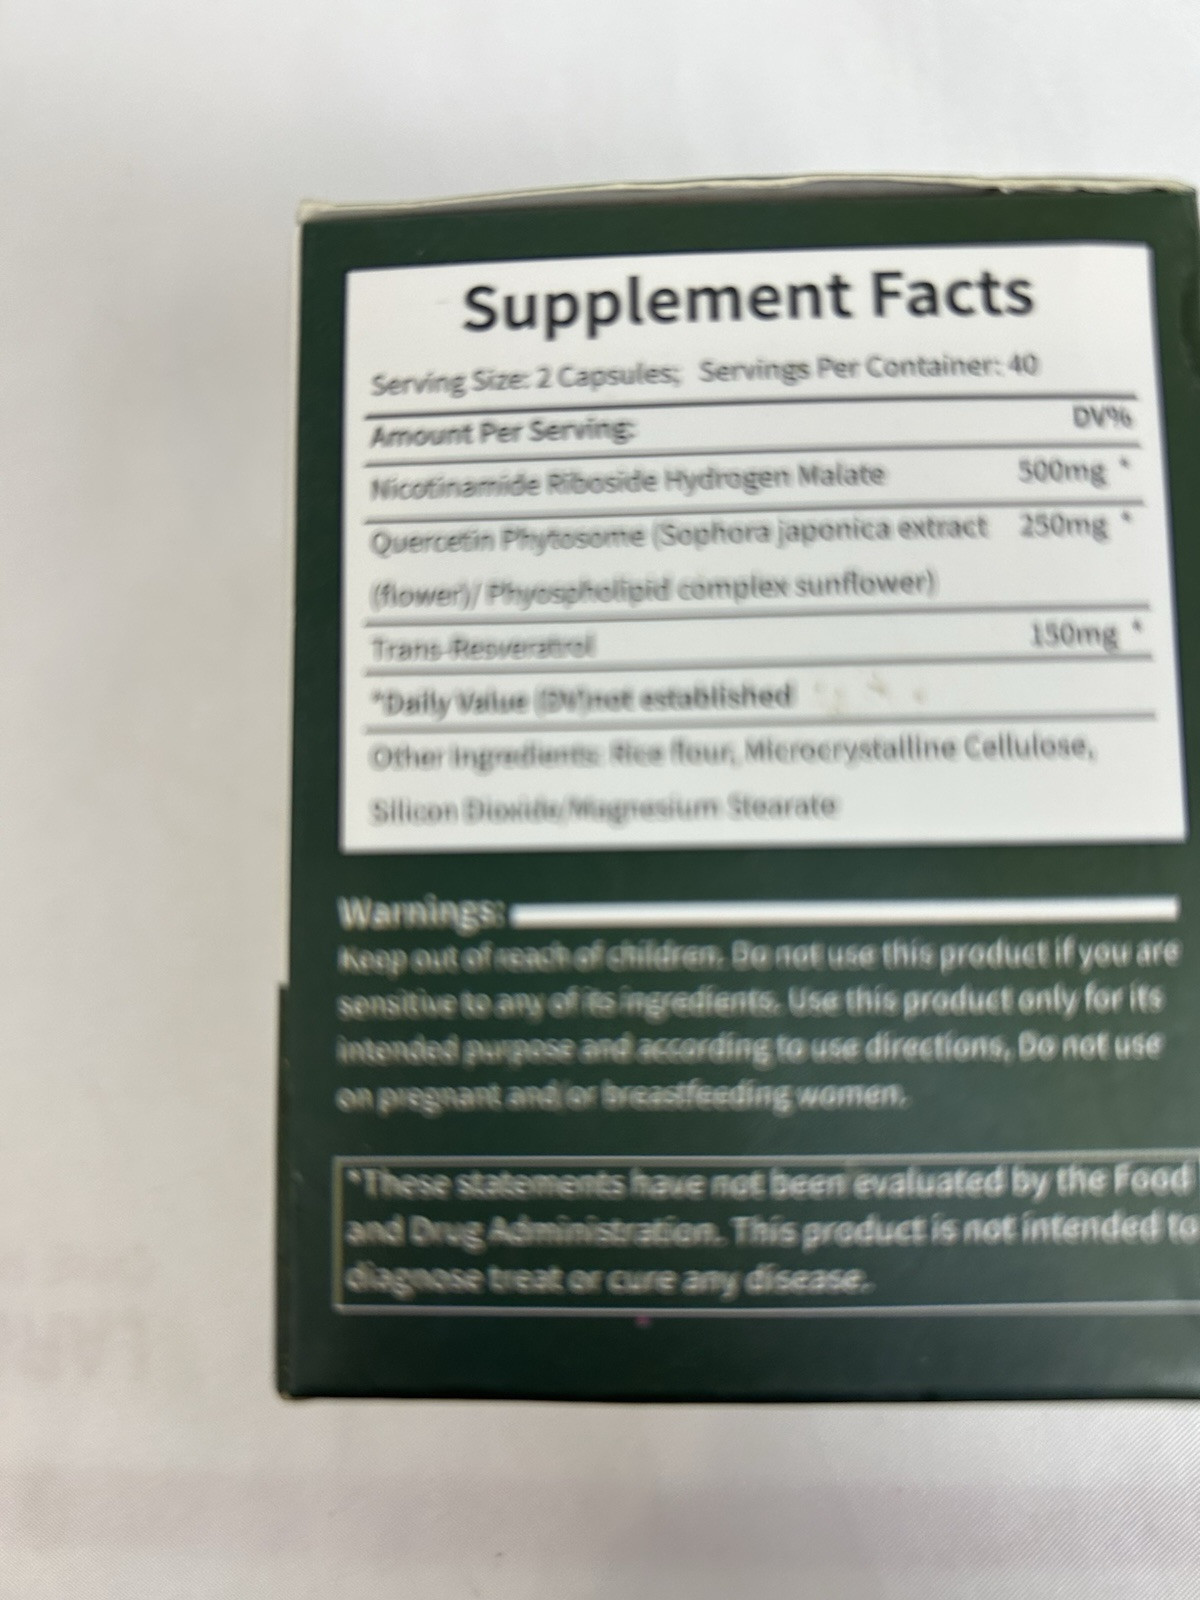 Supplement Facts
Serving Size: 2 Capsules; Servings Per Container: 40
Amount Per Serving: DV%
Nicotinamide Riboside Hydrogen Malate 500mg *
Quercetin Phytosome (Sophora japonica extract 250mg *
(flower)/ Phyospholipid complex sunflower)
Trans-Resveratrol 150mg *
*Daily Value (DV)not established
Other Ingredients: Rice flour, Microcrystalline Cellulose,
Silicon Dioxide/Magnesium Stearate
Warnings:
Keep out of reach of children. Do not use this product if you are
sensitive to any of its ingredients. Use this product only for its
intended purpose and according to use directions, Do not use
on pregnant and/or breastfeeding women.
*These statements have not been evaluated by the Food
and Drug Administration. This product is not intended to
diagnose treat or cure any disease.